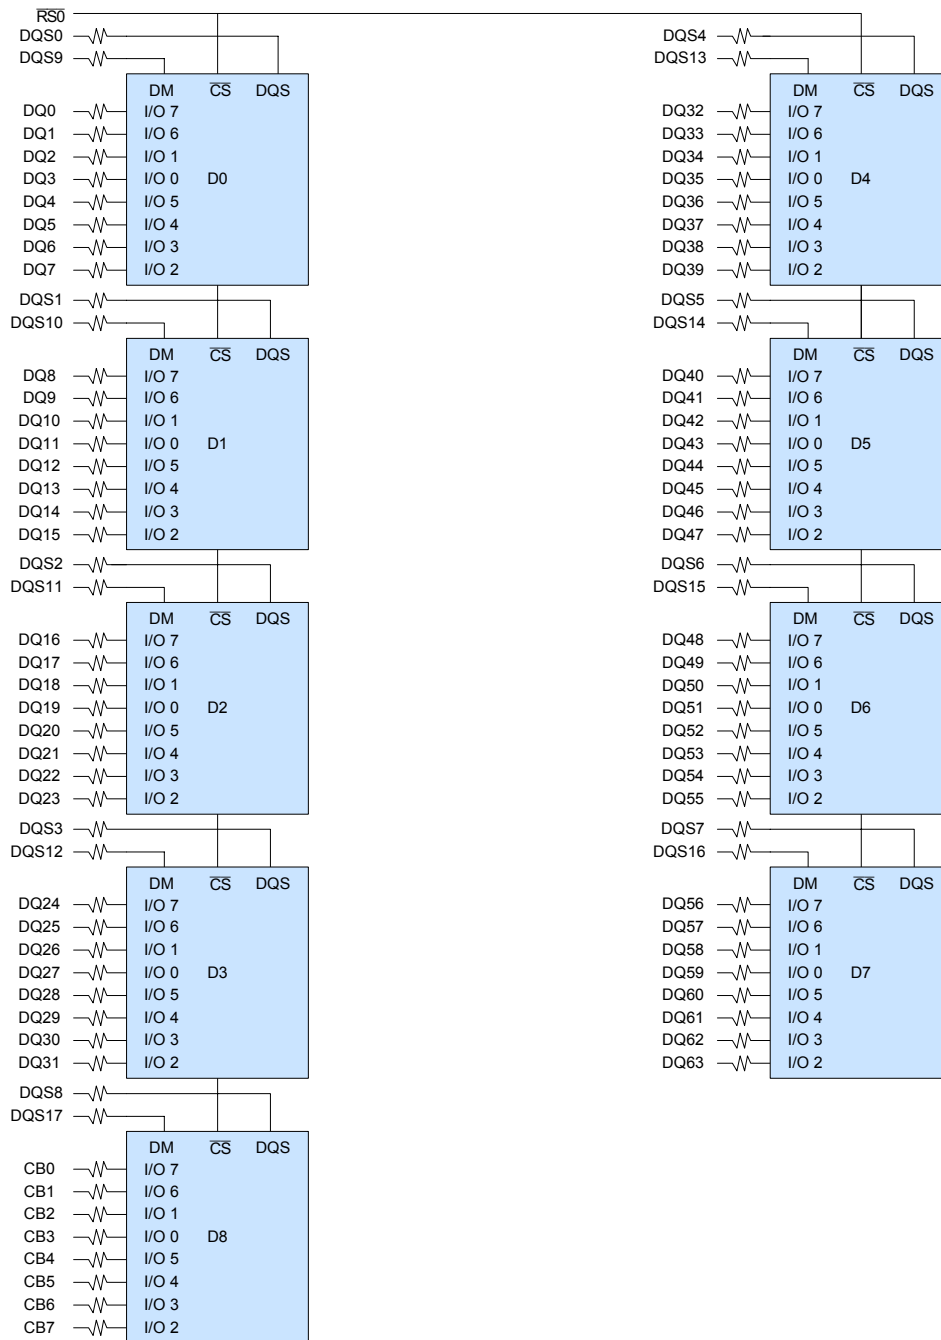 RS0
DQS0
DQS9
DM CS DQS
DQ0 I/O 7
DQ1 I/O 6
DQ2 I/O 1
DQ3 I/O 0 D0
DQ4 I/O 5
DQ5 I/O 4
DQ6 I/O 3
DQ7 I/O 2
DQS1
DQS10
DM CS DQS
DQ8 I/O 7
DQ9 I/O 6
DQ10 I/O 1
DQ11 I/O 0 D1
DQ12 I/O 5
DQ13 I/O 4
DQ14 I/O 3
DQ15 I/O 2
DQS2
DQS11
DM CS DQS
DQ16 I/O 7
DQ17 I/O 6
DQ18 I/O 1
DQ19 I/O 0 D2
DQ20 I/O 5
DQ21 I/O 4
DQ22 I/O 3
DQ23 I/O 2
DQS3
DQS12
DM CS DQS
DQ24 I/O 7
DQ25 I/O 6
DQ26 I/O 1
DQ27 I/O 0 D3
DQ28 I/O 5
DQ29 I/O 4
DQ30 I/O 3
DQ31 I/O 2
DQS8
DQS17
DM CS DQS
CB0 I/O 7
CB1 I/O 6
CB2 I/O 1
CB3 I/O 0 D8
CB4 I/O 5
CB5 I/O 4
CB6 I/O 3
CB7 I/O 2
DQS4
DQS13
DM CS DQS
DQ32 I/O 7
DQ33 I/O 6
DQ34 I/O 1
DQ35 I/O 0 D4
DQ36 I/O 5
DQ37 I/O 4
DQ38 I/O 3
DQ39 I/O 2
DQS5
DQS14
DM CS DQS
DQ40 I/O 7
DQ41 I/O 6
DQ42 I/O 1
DQ43 I/O 0 D5
DQ44 I/O 5
DQ45 I/O 4
DQ46 I/O 3
DQ47 I/O 2
DQS6
DQS15
DM CS DQS
DQ48 I/O 7
DQ49 I/O 6
DQ50 I/O 1
DQ51 I/O 0 D6
DQ52 I/O 5
DQ53 I/O 4
DQ54 I/O 3
DQ55 I/O 2
DQS7
DQS16
DM CS DQS
DQ56 I/O 7
DQ57 I/O 6
DQ58 I/O 1
DQ59 I/O 0 D7
DQ60 I/O 5
DQ61 I/O 4
DQ62 I/O 3
DQ63 I/O 2